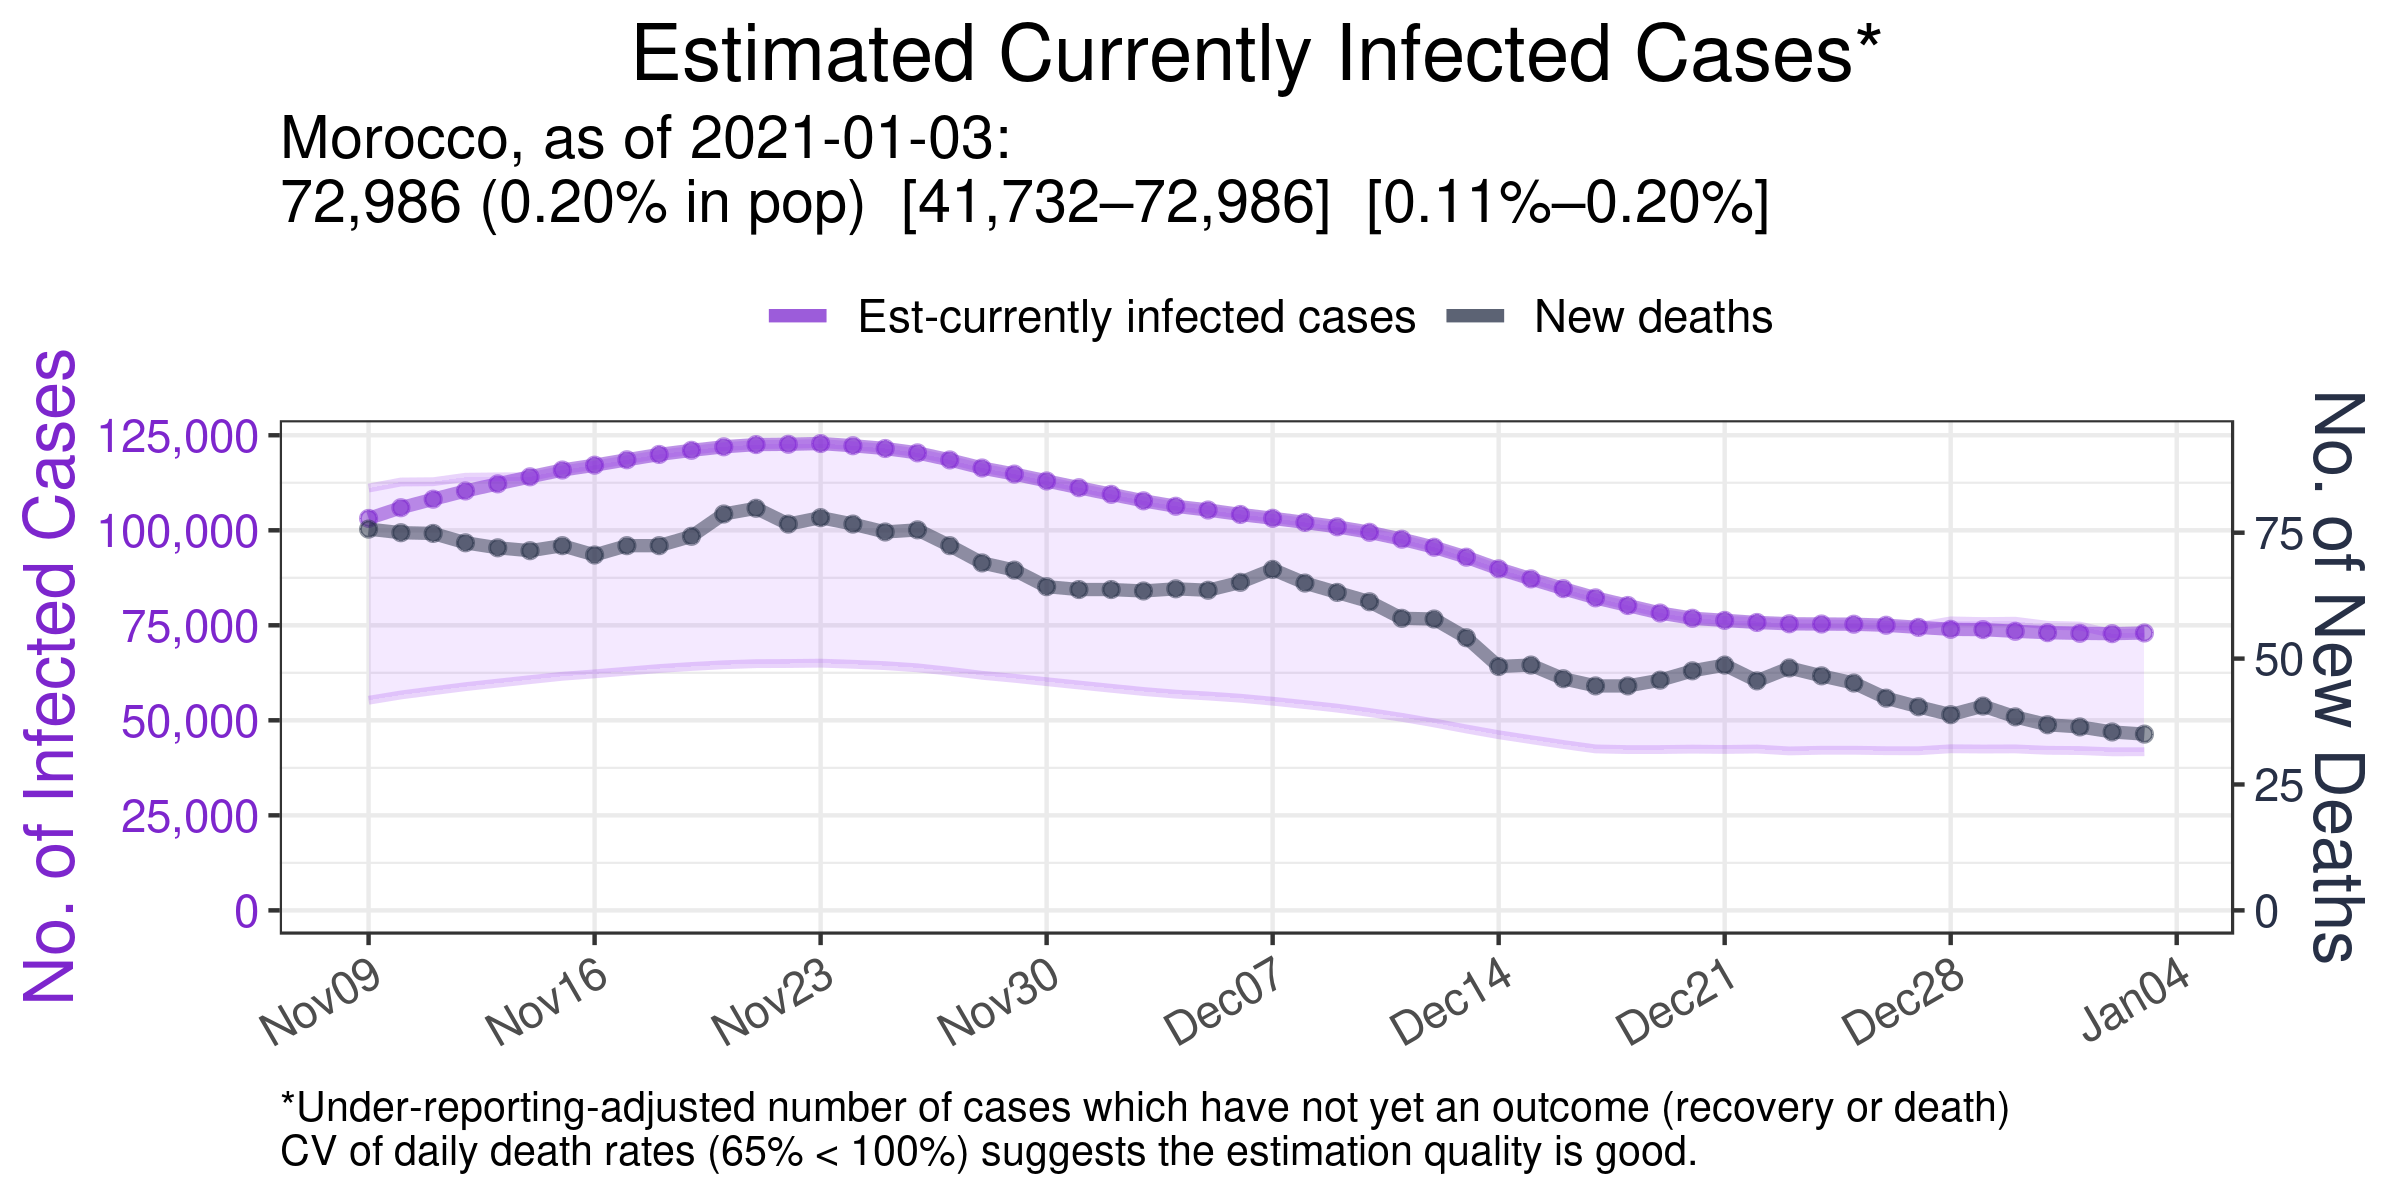 Estimated Currently Infected Cases*
Morocco, as of 2021-01-03:
72,986 (0.20% in pop)  [41,732–72,986]  [0.11%–0.20%]
Est-currently infected cases
New deaths
No. of Infected Cases
125,000
100,000
75,000
50,000
25,000
0
No. of New Deaths
75
50
25
0
Nov09
Nov16
Nov23
Nov30
Dec07
Dec14
Dec21
Dec28
Jan04
*Under-reporting-adjusted number of cases which have not yet an outcome (recovery or death)
CV of daily death rates (65% < 100%) suggests the estimation quality is good.